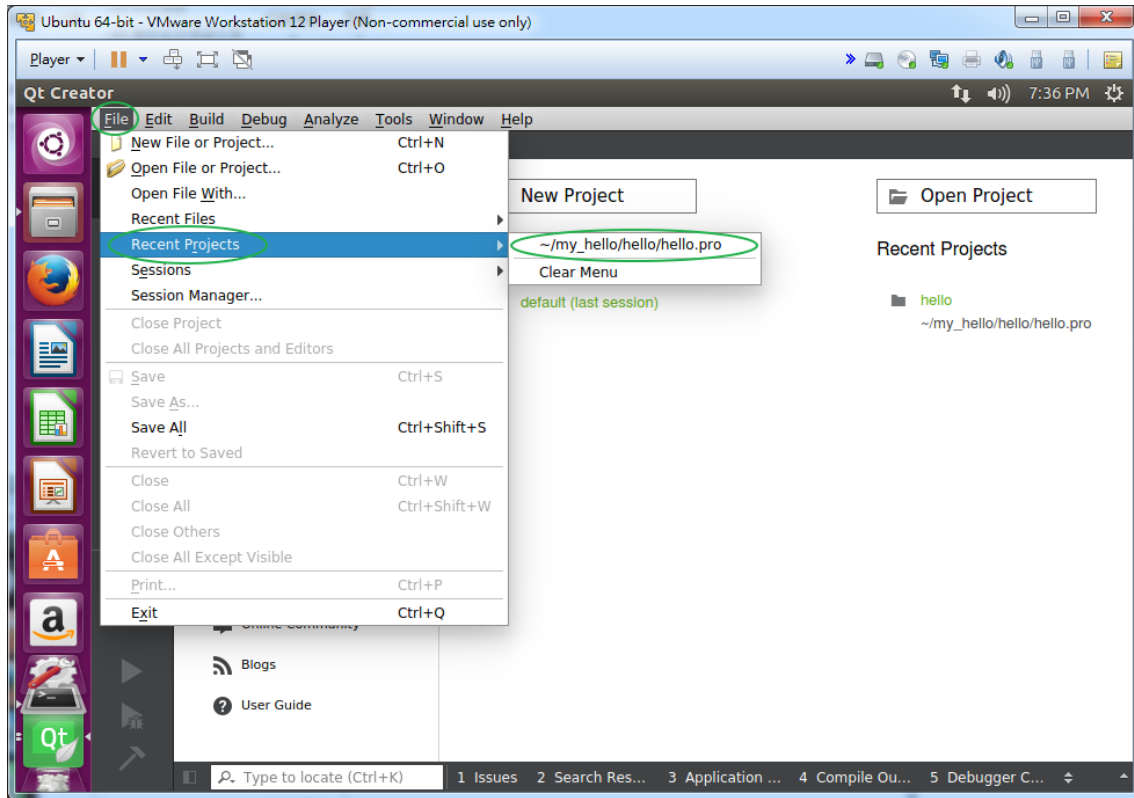 Ubuntu 64-bit - VMware Workstation 12 Player (Non-commercial use only)
Player
Qt Creator 7:36 PM
File Edit Build Debug Analyze Tools Window Help
New File or Project... Ctrl+N
Open File or Project... Ctrl+O
Open File With...
Recent Files
Recent Projects
Sessions
Session Manager...
Close Project
Close All Projects and Editors
Save Ctrl+S
Save As...
Save All Ctrl+Shift+S
Revert to Saved
Close Ctrl+W
Close All Ctrl+Shift+W
Close Others
Close All Except Visible
Print... Ctrl+P
Exit Ctrl+Q
~/my_hello/hello/hello.pro
Clear Menu
New Project
default (last session)
Open Project
Recent Projects
hello
~/my_hello/hello/hello.pro
Online Community
Blogs
User Guide
Qt
Type to locate (Ctrl+K) 1 Issues 2 Search Res... 3 Application ... 4 Compile Ou... 5 Debugger C...